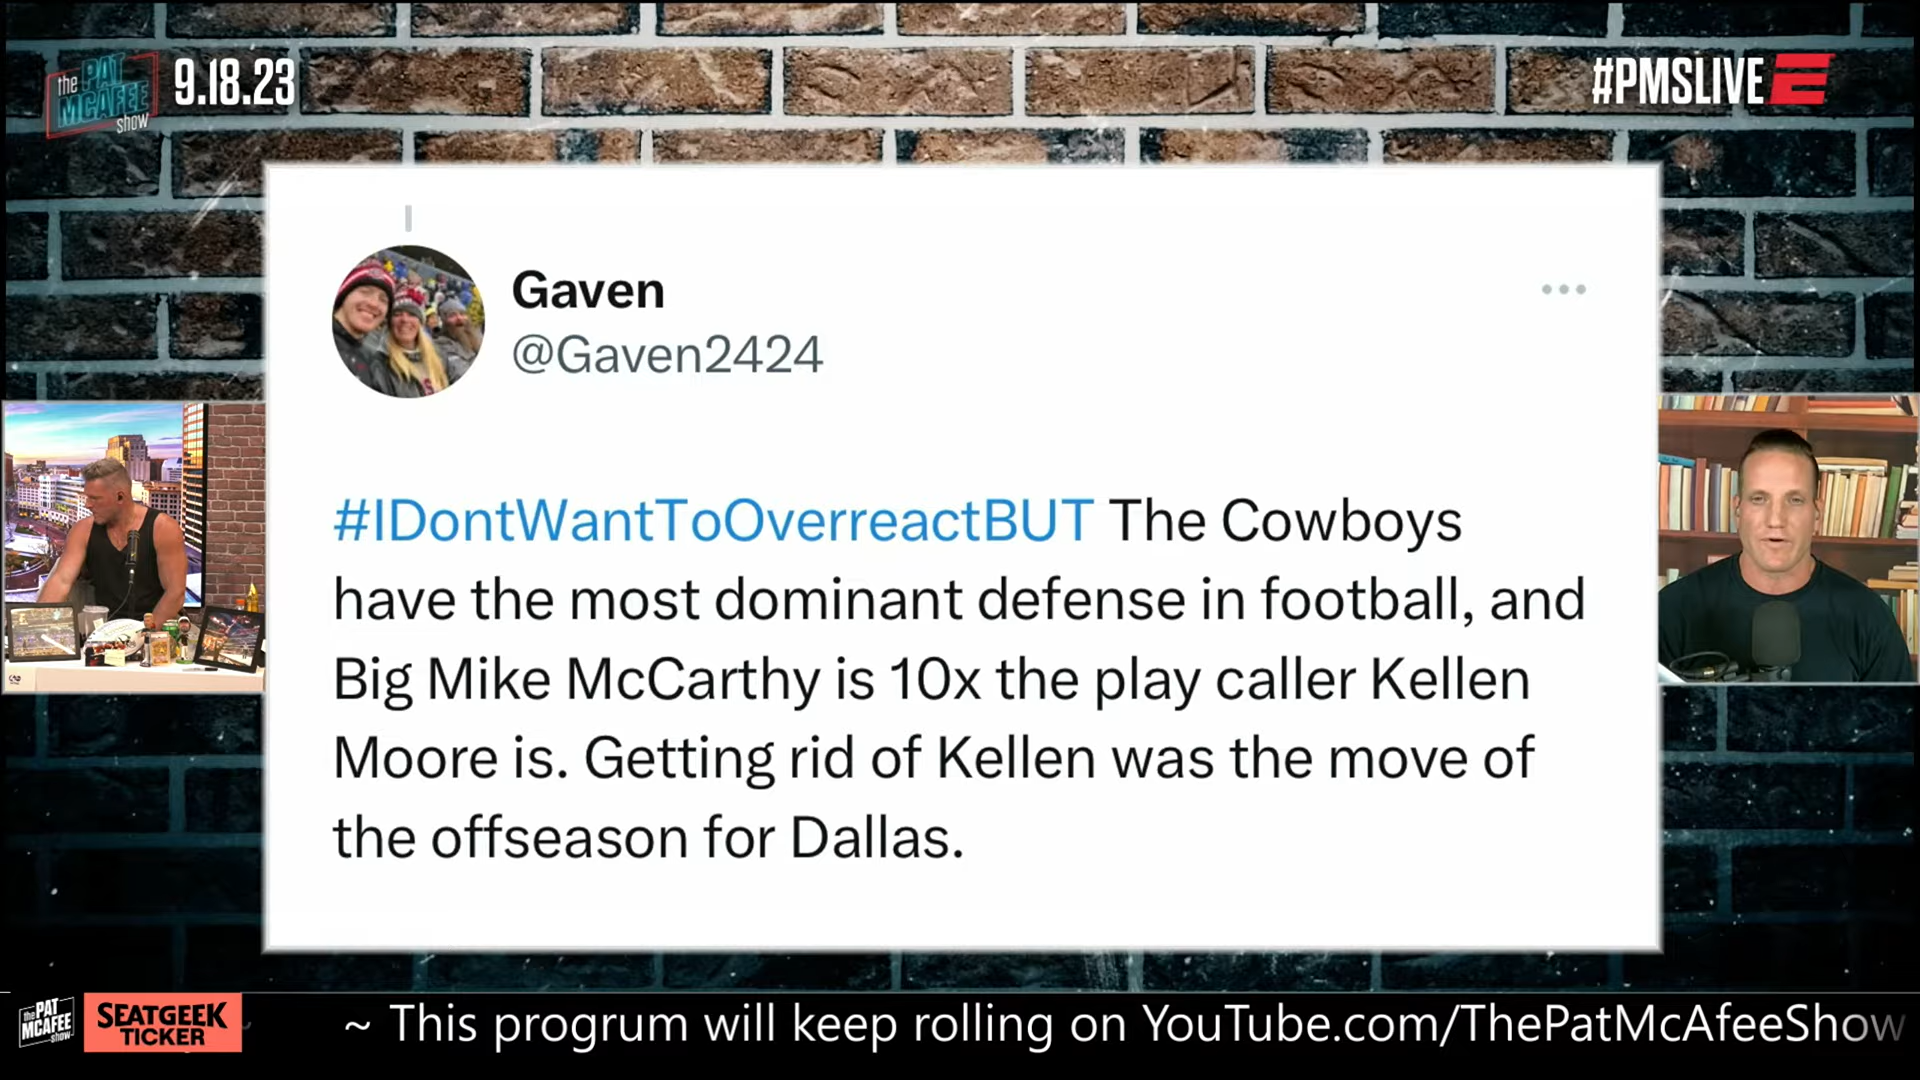 the PAT MCAFEE show
9.18.23
#PMSLIVE
Gaven
@Gaven2424
#IDontWantToOverreactBUT The Cowboys
have the most dominant defense in football, and
Big Mike McCarthy is 10x the play caller Kellen
Moore is. Getting rid of Kellen was the move of
the offseason for Dallas.
the PAT MCAFEE show
SEATGEEK
TICKER
~ This progrum will keep rolling on YouTube.com/ThePatMcAfeeShow